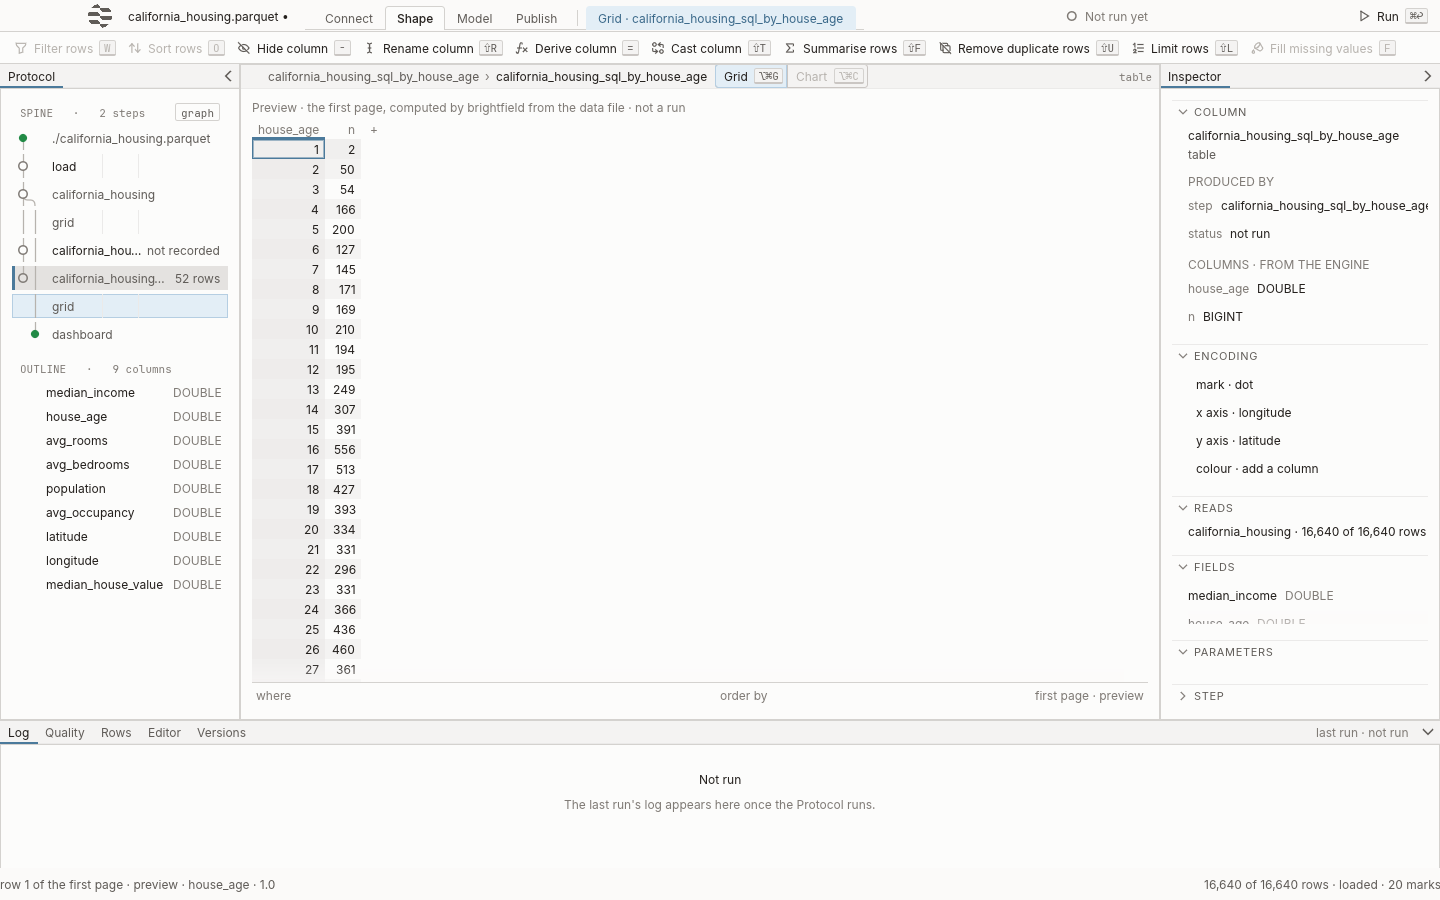 california_housing.parquet •
Connect
Shape
Model
Publish
Grid · california_housing_sql_by_house_age
Not run yet
Run ⌘↵
Filter rows W
Sort rows O
Hide column -
Rename column ⇧R
Derive column =
Cast column ⇧T
Summarise rows ⇧F
Remove duplicate rows ⇧U
Limit rows ⇧L
Fill missing values F
Protocol
SPINE · 2 steps
graph
./california_housing.parquet
load
california_housing
grid
california_hou... not recorded
california_housing... 52 rows
grid
dashboard
OUTLINE · 9 columns
median_income DOUBLE
house_age DOUBLE
avg_rooms DOUBLE
avg_bedrooms DOUBLE
population DOUBLE
avg_occupancy DOUBLE
latitude DOUBLE
longitude DOUBLE
median_house_value DOUBLE
california_housing_sql_by_house_age › california_housing_sql_by_house_age
Grid ⌥⌘G
Chart ⌥⌘C
table
Preview · the first page, computed by brightfield from the data file · not a run
house_age n +
1 2
2 50
3 54
4 166
5 200
6 127
7 145
8 171
9 169
10 210
11 194
12 195
13 249
14 307
15 391
16 556
17 513
18 427
19 393
20 334
21 331
22 296
23 331
24 366
25 436
26 460
27 361
where
order by
first page · preview
Inspector
COLUMN
california_housing_sql_by_house_age
table
PRODUCED BY
step california_housing_sql_by_house_age
status not run
COLUMNS · FROM THE ENGINE
house_age DOUBLE
n BIGINT
ENCODING
mark · dot
x axis · longitude
y axis · latitude
colour · add a column
READS
california_housing · 16,640 of 16,640 rows
FIELDS
median_income DOUBLE
house_age DOUBLE
PARAMETERS
STEP
Log
Quality
Rows
Editor
Versions
last run · not run
Not run
The last run's log appears here once the Protocol runs.
row 1 of the first page · preview · house_age · 1.0
16,640 of 16,640 rows · loaded · 20 marks